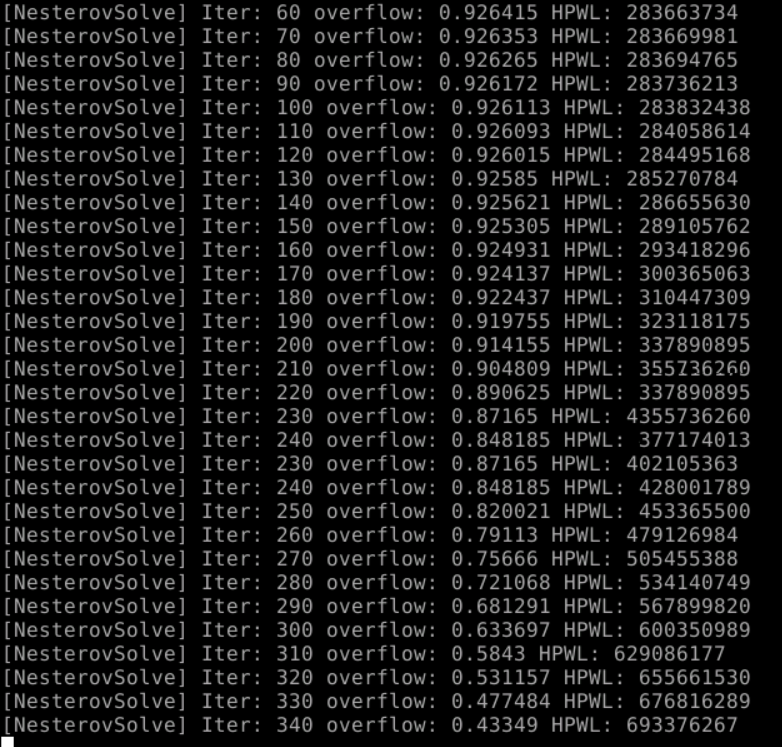 [NesterovSolve] Iter: 60 overflow: 0.926415 HPWL: 283663734
[NesterovSolve] Iter: 70 overflow: 0.926353 HPWL: 283669981
[NesterovSolve] Iter: 80 overflow: 0.926265 HPWL: 283694765
[NesterovSolve] Iter: 90 overflow: 0.926172 HPWL: 283736213
[NesterovSolve] Iter: 100 overflow: 0.926113 HPWL: 283832438
[NesterovSolve] Iter: 110 overflow: 0.926093 HPWL: 284058614
[NesterovSolve] Iter: 120 overflow: 0.926015 HPWL: 284495168
[NesterovSolve] Iter: 130 overflow: 0.92585 HPWL: 285270784
[NesterovSolve] Iter: 140 overflow: 0.925621 HPWL: 286655630
[NesterovSolve] Iter: 150 overflow: 0.925305 HPWL: 289105762
[NesterovSolve] Iter: 160 overflow: 0.924931 HPWL: 293418296
[NesterovSolve] Iter: 170 overflow: 0.924137 HPWL: 300365063
[NesterovSolve] Iter: 180 overflow: 0.922437 HPWL: 310447309
[NesterovSolve] Iter: 190 overflow: 0.919755 HPWL: 323118175
[NesterovSolve] Iter: 200 overflow: 0.914155 HPWL: 337890895
[NesterovSolve] Iter: 210 overflow: 0.904809 HPWL: 355736260
[NesterovSolve] Iter: 220 overflow: 0.890625 HPWL: 337890895
[NesterovSolve] Iter: 230 overflow: 0.87165 HPWL: 4355736260
[NesterovSolve] Iter: 240 overflow: 0.848185 HPWL: 377174013
[NesterovSolve] Iter: 230 overflow: 0.87165 HPWL: 402105363
[NesterovSolve] Iter: 240 overflow: 0.848185 HPWL: 428001789
[NesterovSolve] Iter: 250 overflow: 0.820021 HPWL: 453365500
[NesterovSolve] Iter: 260 overflow: 0.79113 HPWL: 479126984
[NesterovSolve] Iter: 270 overflow: 0.75666 HPWL: 505455388
[NesterovSolve] Iter: 280 overflow: 0.721068 HPWL: 534140749
[NesterovSolve] Iter: 290 overflow: 0.681291 HPWL: 567899820
[NesterovSolve] Iter: 300 overflow: 0.633697 HPWL: 600350989
[NesterovSolve] Iter: 310 overflow: 0.5843 HPWL: 629086177
[NesterovSolve] Iter: 320 overflow: 0.531157 HPWL: 655661530
[NesterovSolve] Iter: 330 overflow: 0.477484 HPWL: 676816289
[NesterovSolve] Iter: 340 overflow: 0.43349 HPWL: 693376267